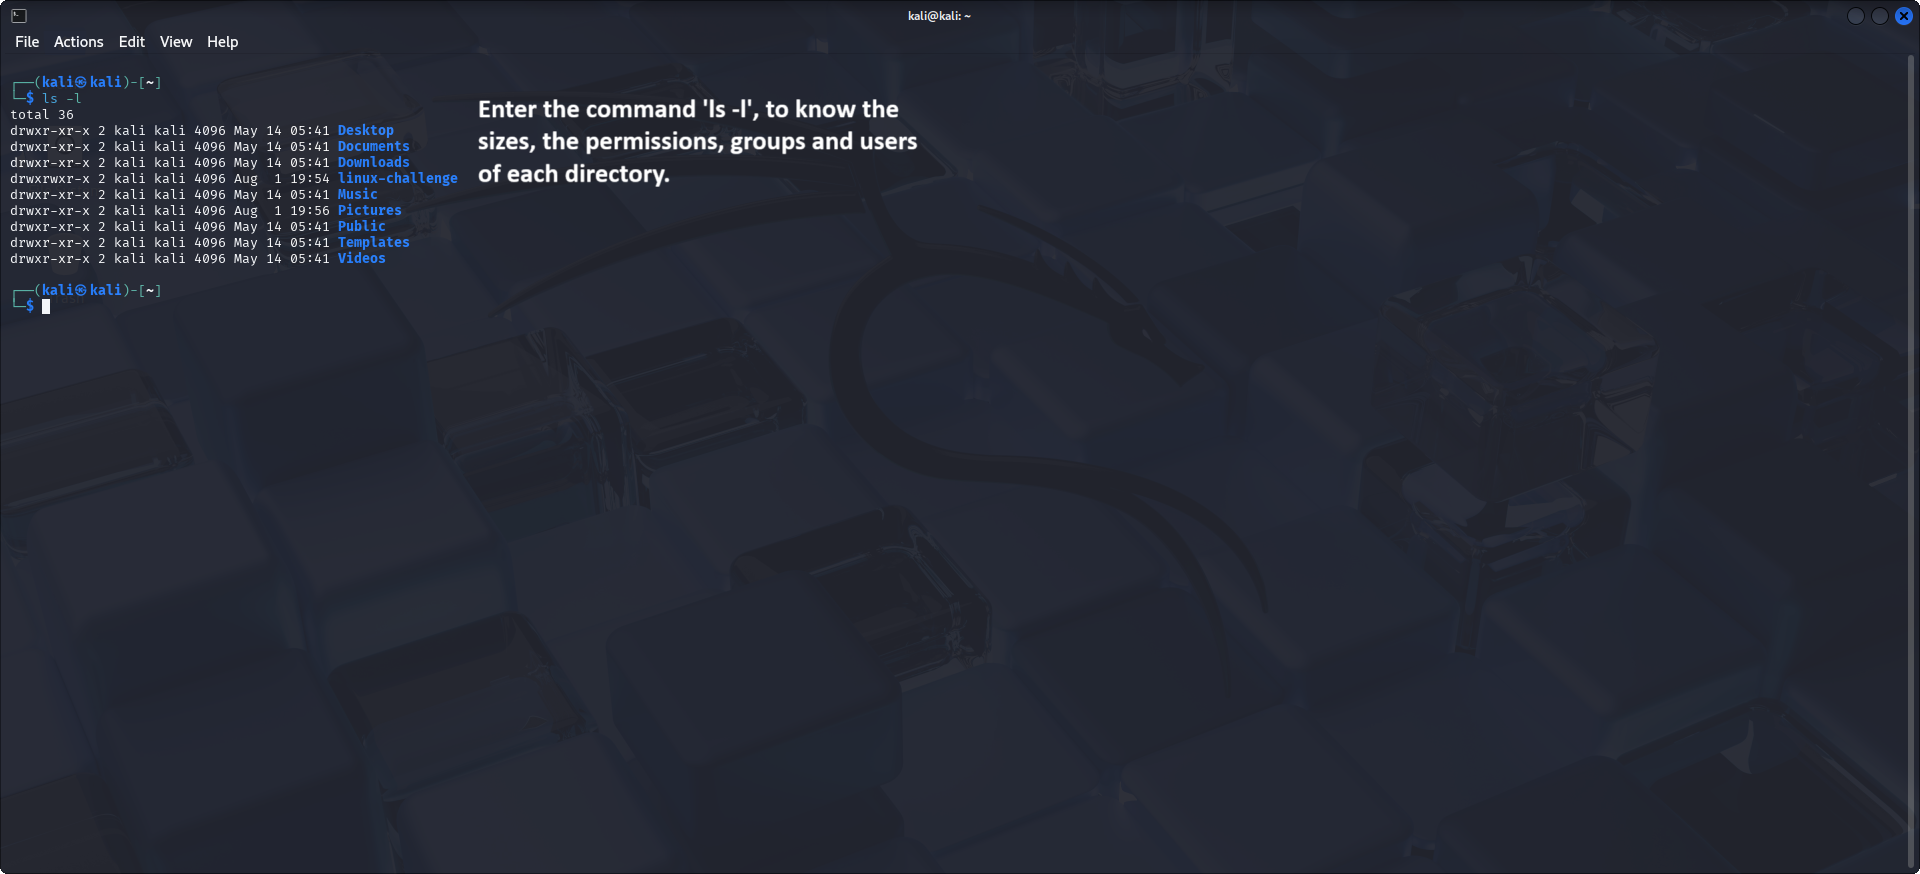 kali@kali: ~
File Actions Edit View Help
┌──(kali㉿kali)-[~]
└─$ ls -l
total 36
drwxr-xr-x 2 kali kali 4096 May 14 05:41 Desktop
drwxr-xr-x 2 kali kali 4096 May 14 05:41 Documents
drwxr-xr-x 2 kali kali 4096 May 14 05:41 Downloads
drwxrwxr-x 2 kali kali 4096 Aug  1 19:54 linux-challenge
drwxr-xr-x 2 kali kali 4096 May 14 05:41 Music
drwxr-xr-x 2 kali kali 4096 Aug  1 19:56 Pictures
drwxr-xr-x 2 kali kali 4096 May 14 05:41 Public
drwxr-xr-x 2 kali kali 4096 May 14 05:41 Templates
drwxr-xr-x 2 kali kali 4096 May 14 05:41 Videos
┌──(kali㉿kali)-[~]
└─$
Enter the command 'ls -l', to know the
sizes, the permissions, groups and users
of each directory.